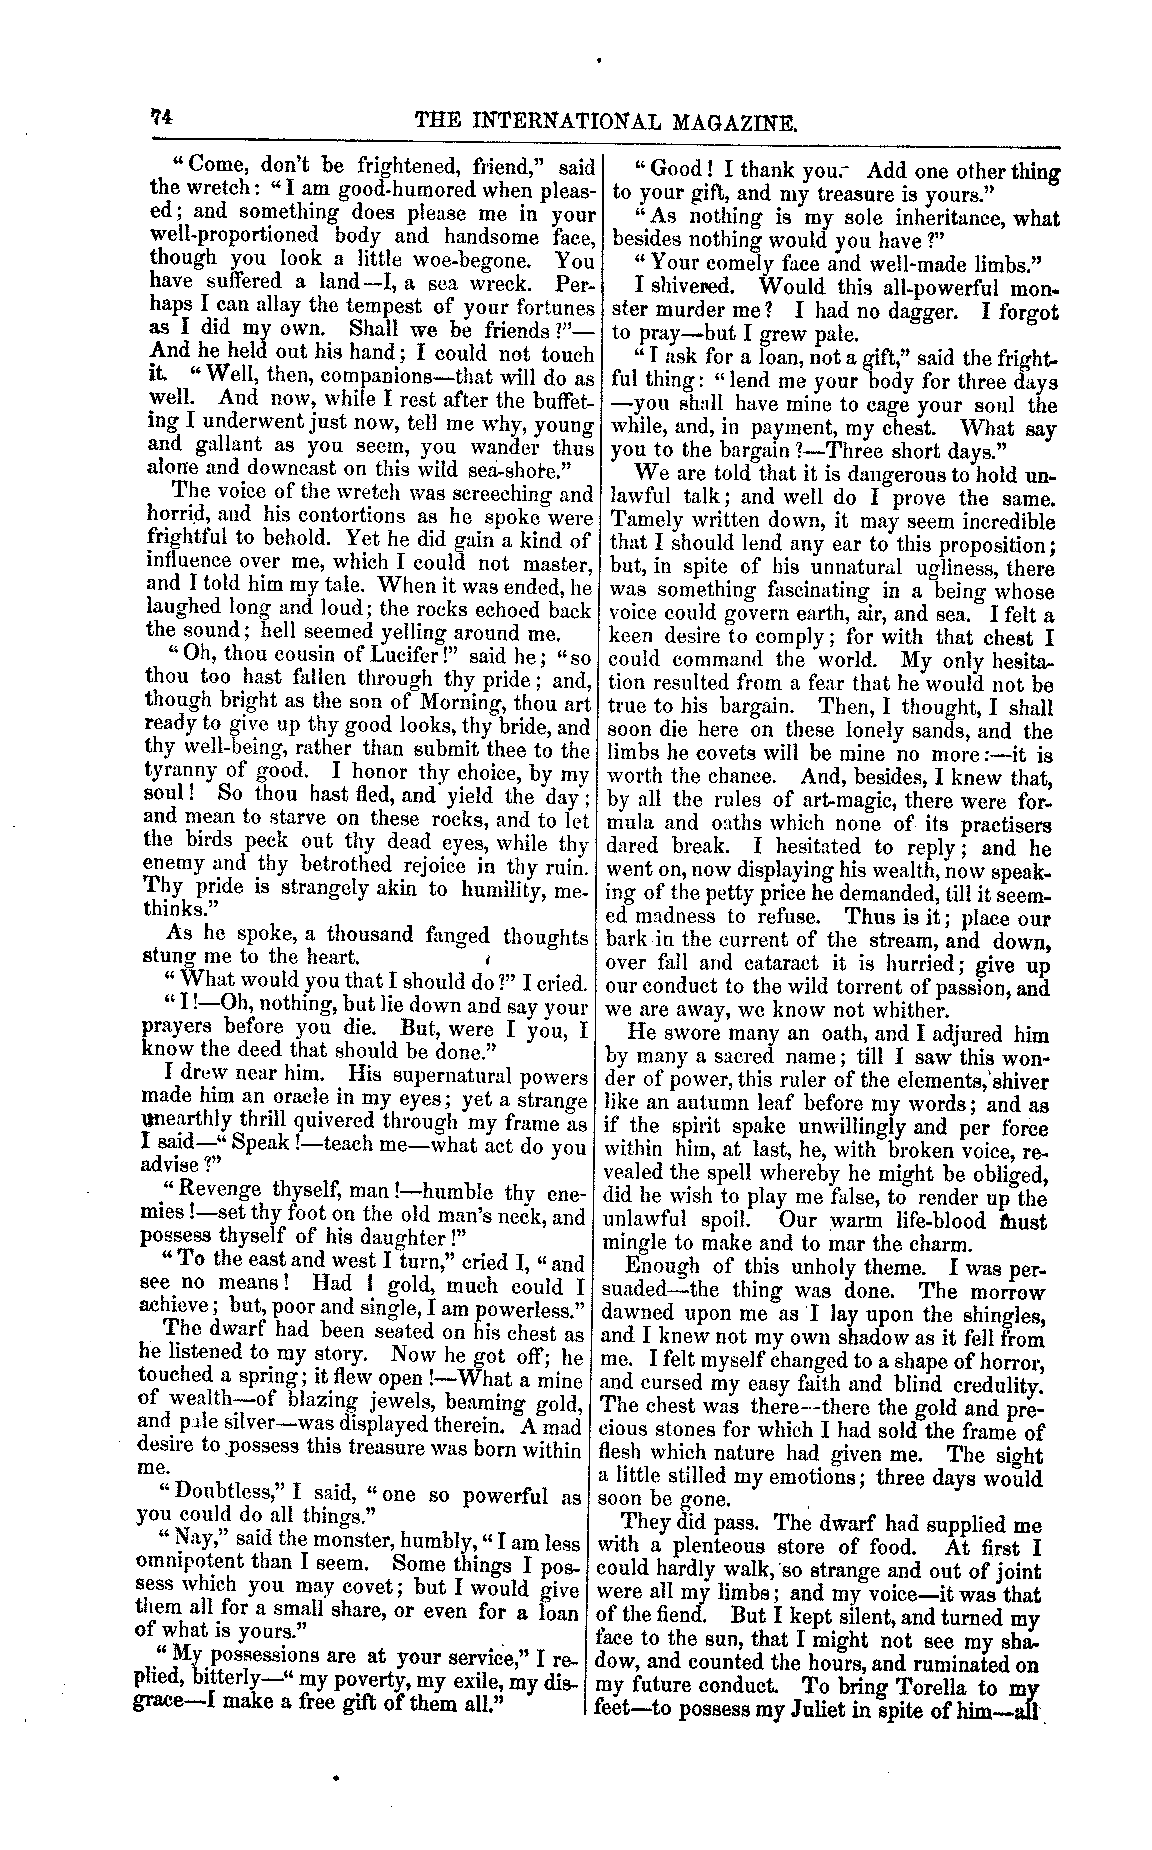 74
THE INTERNATIONAL MAGAZINE.
“Come, don't be frightened, friend,” said
the wretch: “I am good-humored when pleas-
ed; and something does please me in your
well-proportioned body and handsome face,
though you look a little woe-begone. You
have suffered a land—I, a sea wreck. Per-
haps I can allay the tempest of your fortunes
as I did my own. Shall we be friends?”—
And he held out his hand; I could not touch
it. “Well, then, companions—that will do as
well. And now, while I rest after the buffet-
ing I underwent just now, tell me why, young
and gallant as you seem, you wander thus
alone and downcast on this wild sea-shore.”
The voice of the wretch was screeching and
horrid, and his contortions as he spoke were
frightful to behold. Yet he did gain a kind of
influence over me, which I could not master,
and I told him my tale. When it was ended, he
laughed long and loud; the rocks echoed back
the sound; hell seemed yelling around me.
“Oh, thou cousin of Lucifer!” said he; “so
thou too hast fallen through thy pride; and,
though bright as the son of Morning, thou art
ready to give up thy good looks, thy bride, and
thy well-being, rather than submit thee to the
tyranny of good. I honor thy choice, by my
soul! So thou hast fled, and yield the day;
and mean to starve on these rocks, and to let
the birds peck out thy dead eyes, while thy
enemy and thy betrothed rejoice in thy ruin.
Thy pride is strangely akin to humility, me-
thinks.”
As he spoke, a thousand fanged thoughts
stung me to the heart.
“What would you that I should do?” I cried.
“I!—Oh, nothing, but lie down and say your
prayers before you die. But, were I you, I
know the deed that should be done.”
I drew near him. His supernatural powers
made him an oracle in my eyes; yet a strange
unearthly thrill quivered through my frame as
I said—“Speak!—teach me—what act do you
advise?”
“Revenge thyself, man!—humble thy ene-
mies!—set thy foot on the old man's neck, and
possess thyself of his daughter!”
“To the east and west I turn,” cried I, “and
see no means! Had I gold, much could I
achieve; but, poor and single, I am powerless.”
The dwarf had been seated on his chest as
he listened to my story. Now he got off; he
touched a spring; it flew open!—What a mine
of wealth—of blazing jewels, beaming gold,
and pale silver—was displayed therein. A mad
desire to possess this treasure was born within
me.
“Doubtless,” I said, “one so powerful as
you could do all things.”
“Nay,” said the monster, humbly, “I am less
omnipotent than I seem. Some things I pos-
sess which you may covet; but I would give
them all for a small share, or even for a loan
of what is yours.”
“My possessions are at your service,” I re-
plied, bitterly—“my poverty, my exile, my dis-
grace—I make a free gift of them all.”
“Good! I thank you. Add one other thing
to your gift, and my treasure is yours.”
“As nothing is my sole inheritance, what
besides nothing would you have?”
“Your comely face and well-made limbs.”
I shivered. Would this all-powerful mon-
ster murder me? I had no dagger. I forgot
to pray—but I grew pale.
“I ask for a loan, not a gift,” said the fright-
ful thing: “lend me your body for three days
—you shall have mine to cage your soul the
while, and, in payment, my chest. What say
you to the bargain?—Three short days.”
We are told that it is dangerous to hold un-
lawful talk; and well do I prove the same.
Tamely written down, it may seem incredible
that I should lend any ear to this proposition;
but, in spite of his unnatural ugliness, there
was something fascinating in a being whose
voice could govern earth, air, and sea. I felt a
keen desire to comply; for with that chest I
could command the world. My only hesita-
tion resulted from a fear that he would not be
true to his bargain. Then, I thought, I shall
soon die here on these lonely sands, and the
limbs he covets will be mine no more:—it is
worth the chance. And, besides, I knew that,
by all the rules of art-magic, there were for-
mula and oaths which none of its practisers
dared break. I hesitated to reply; and he
went on, now displaying his wealth, now speak-
ing of the petty price he demanded, till it seem-
ed madness to refuse. Thus is it; place our
bark in the current of the stream, and down,
over fall and cataract it is hurried; give up
our conduct to the wild torrent of passion, and
we are away, we know not whither.
He swore many an oath, and I adjured him
by many a sacred name; till I saw this won-
der of power, this ruler of the elements, shiver
like an autumn leaf before my words; and as
if the spirit spake unwillingly and per force
within him, at last, he, with broken voice, re-
vealed the spell whereby he might be obliged,
did he wish to play me false, to render up the
unlawful spoil. Our warm life-blood must
mingle to make and to mar the charm.
Enough of this unholy theme. I was per-
suaded—the thing was done. The morrow
dawned upon me as I lay upon the shingles,
and I knew not my own shadow as it fell from
me. I felt myself changed to a shape of horror,
and cursed my easy faith and blind credulity.
The chest was there—there the gold and pre-
cious stones for which I had sold the frame of
flesh which nature had given me. The sight
a little stilled my emotions; three days would
soon be gone.
They did pass. The dwarf had supplied me
with a plenteous store of food. At first I
could hardly walk, so strange and out of joint
were all my limbs; and my voice—it was that
of the fiend. But I kept silent, and turned my
face to the sun, that I might not see my sha-
dow, and counted the hours, and ruminated on
my future conduct. To bring Torella to my
feet—to possess my Juliet in spite of him—all